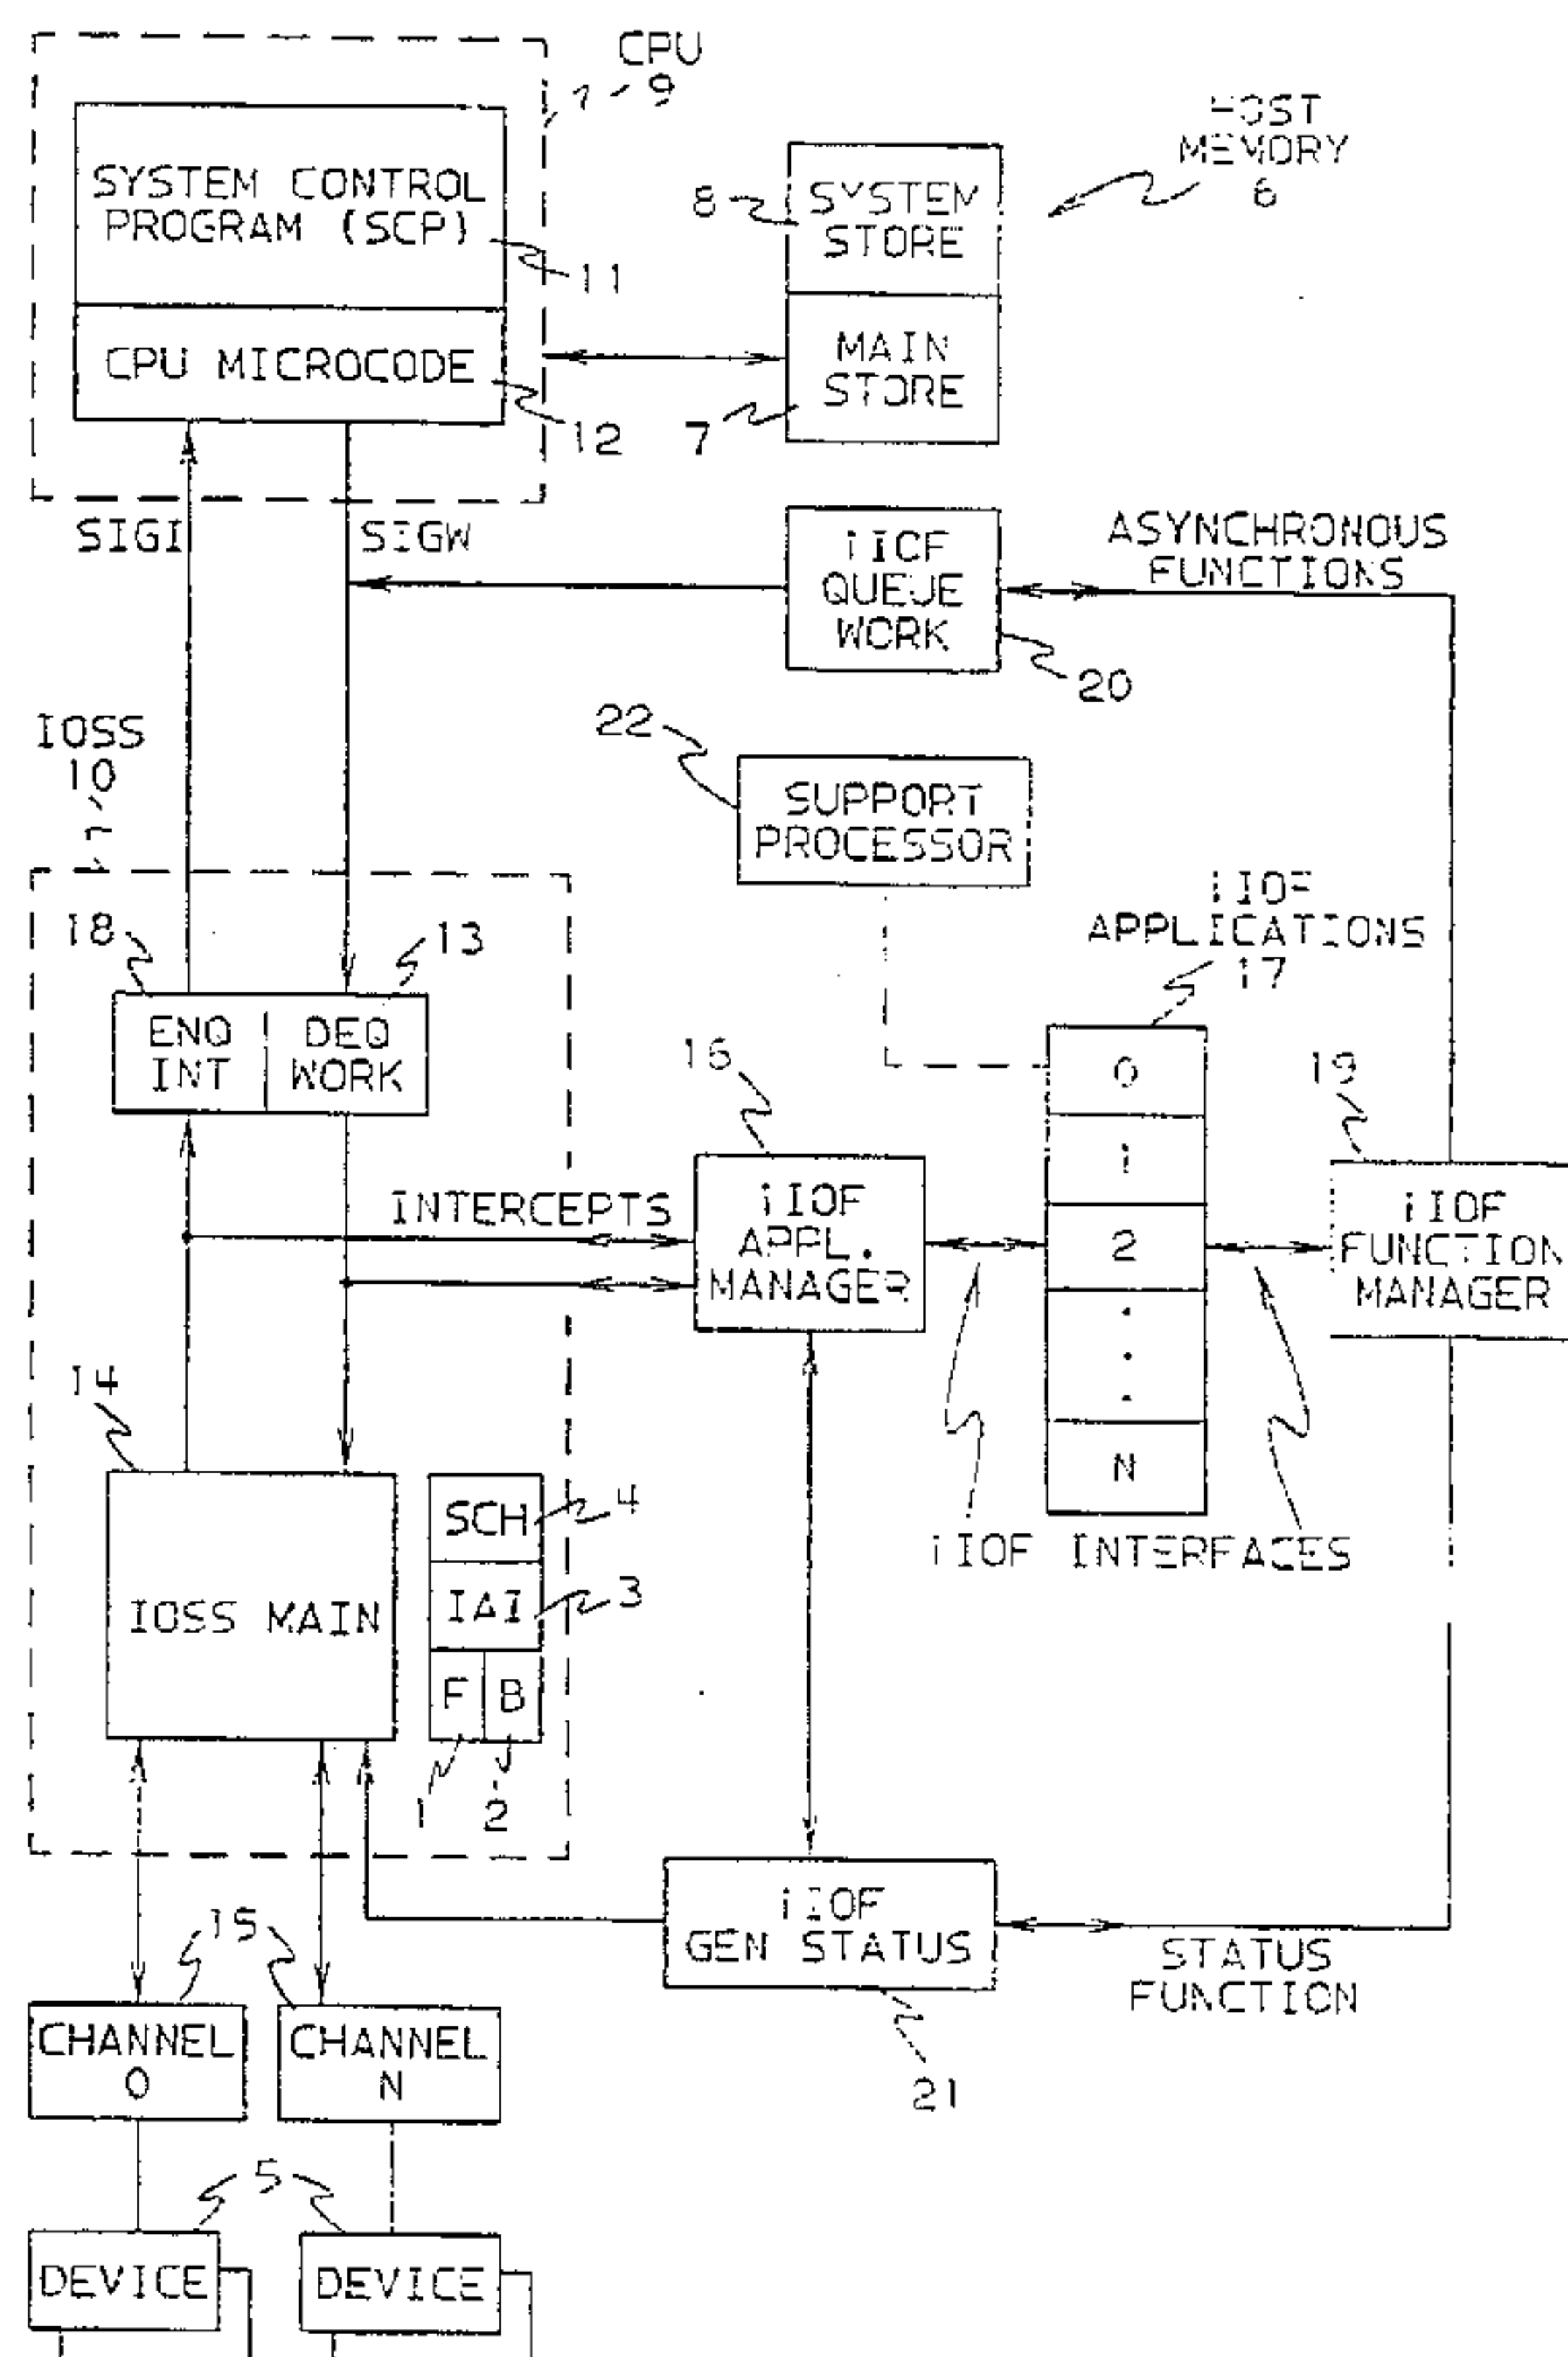 CPU
9
HOST
MEMORY
6
SYSTEM CONTROL
PROGRAM (SCP)
11
CPU MICROCODE
12
8
SYSTEM
STORE
MAIN
STORE
7
SIGI
SIGW
iICF
QUEUE
WORK
20
ASYNCHRONOUS
FUNCTIONS
22
SUPPORT
PROCESSOR
IOSS
10
18
13
ENQ
INT
DEQ
WORK
iIOF
APPLICATIONS
17
0
1
2
N
16
19
INTERCEPTS
iIOF
APPL.
MANAGER
iIOF
FUNCTION
MANAGER
14
IOSS MAIN
SCH
4
IAI
3
F
B
1
2
iIOF INTERFACES
iIOF
GEN STATUS
21
STATUS
FUNCTION
15
CHANNEL
0
CHANNEL
N
5
DEVICE
DEVICE